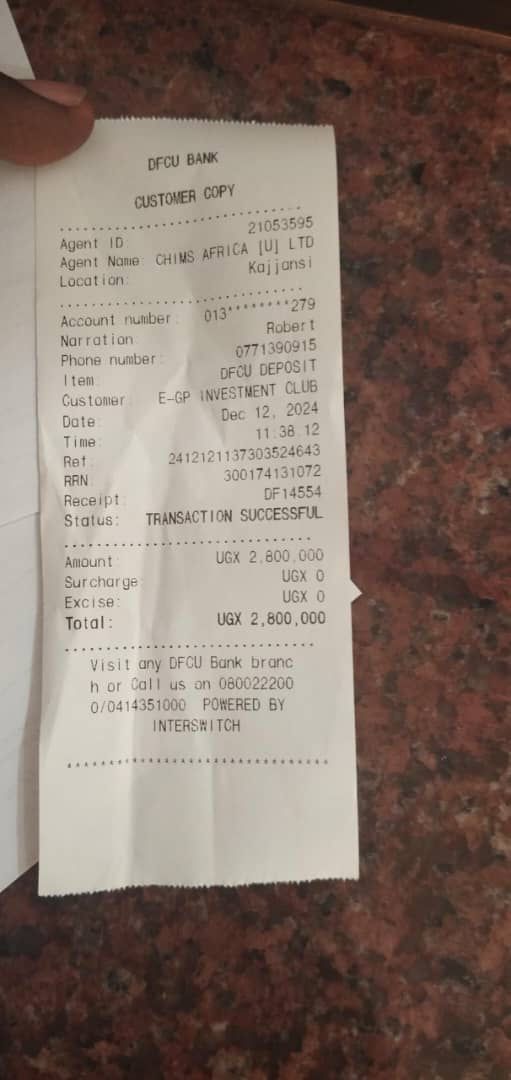 DFCU BANK
CUSTOMER COPY
................................
Agent ID: 21053595
Agent Name: CHIMS AFRICA [U] LTD
Location: Kajjansi
................................
Account number: 013********279
Narration: Robert
Phone number: 0771390915
Item: DFCU DEPOSIT
Customer: E-GP INVESTMENT CLUB
Date: Dec 12, 2024
Time: 11:38:12
Ref: 2412121137303524643
RRN: 300174131072
Receipt: DF14554
Status: TRANSACTION SUCCESSFUL
................................
Amount: UGX 2,800,000
Surcharge: UGX 0
Excise: UGX 0
Total: UGX 2,800,000
................................
Visit any DFCU Bank branc
h or Call us on 080022200
0/0414351000 POWERED BY
INTERSWITCH
********************************